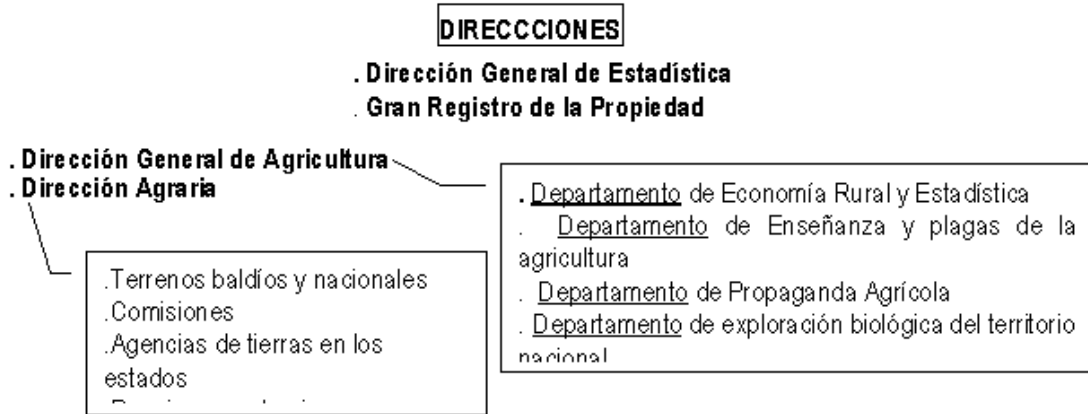 DIRECCCIONES
. Dirección General de Estadística
. Gran Registro de la Propiedad
. Dirección General de Agricultura
. Dirección Agraria
. Departamento de Economía Rural y Estadística
. Departamento de Enseñanza y plagas de la
agricultura
. Departamento de Propaganda Agrícola
. Departamento de exploración biológica del territorio
nacional
.Terrenos baldíos y nacionales
.Comisiones
.Agencias de tierras en los
estados